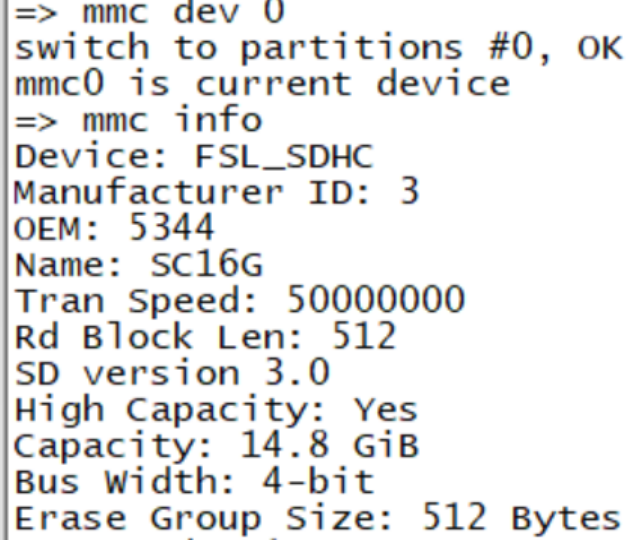 => mmc dev 0
switch to partitions #0, OK
mmc0 is current device
=> mmc info
Device: FSL_SDHC
Manufacturer ID: 3
OEM: 5344
Name: SC16G
Tran Speed: 50000000
Rd Block Len: 512
SD version 3.0
High Capacity: Yes
Capacity: 14.8 GiB
Bus Width: 4-bit
Erase Group Size: 512 Bytes